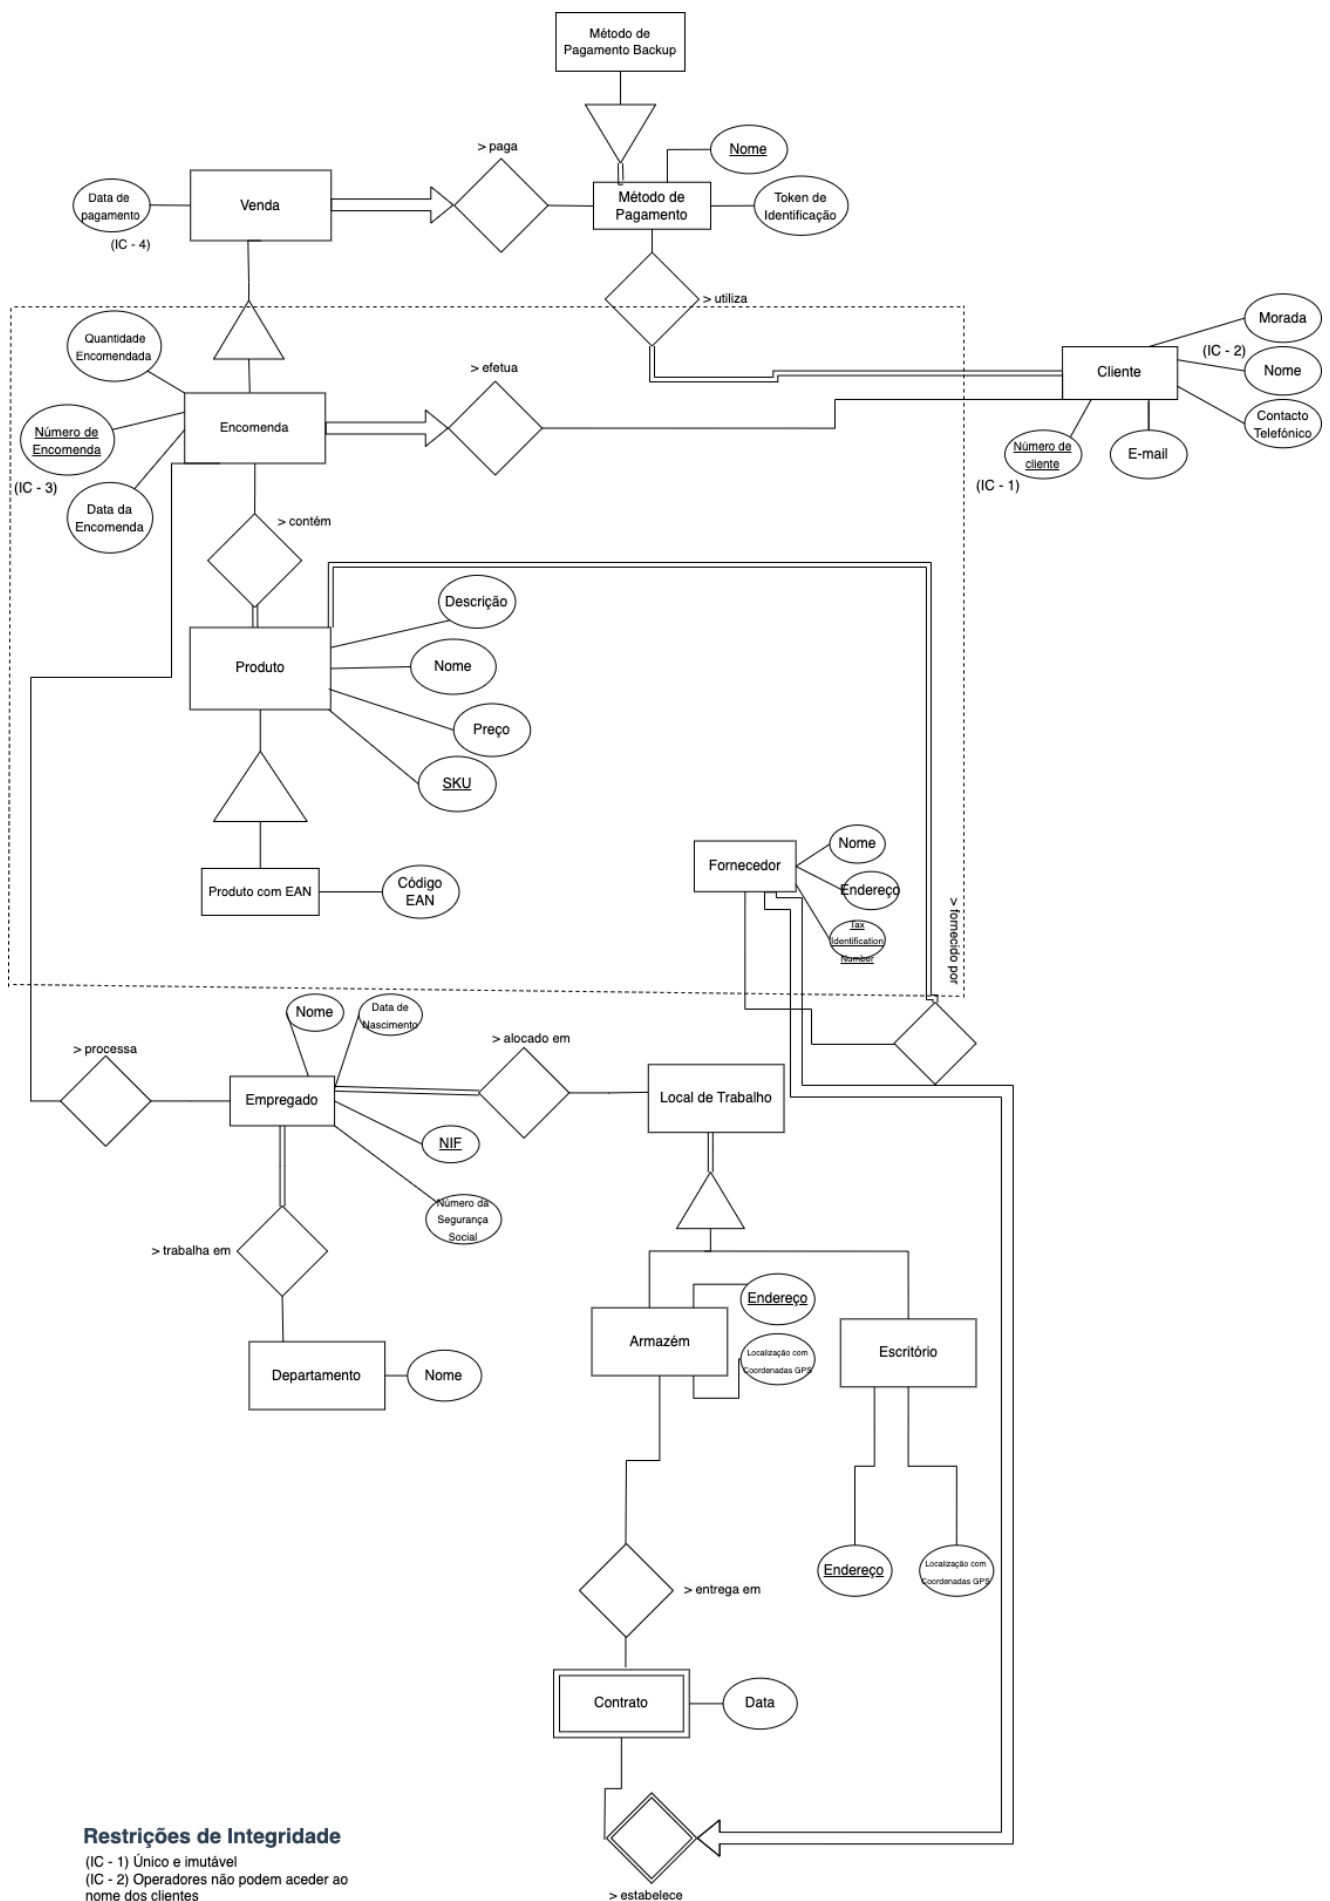 Método de
Pagamento Backup
> paga
Nome
Data de
pagamento
(IC - 4)
Venda
Método de
Pagamento
Token de
Identificação
> utiliza
Morada
(IC - 2)
Nome
Cliente
Contacto
Telefónico
Número de
cliente
(IC - 1)
E-mail
Quantidade
Encomendada
> efetua
Número de
Encomenda
(IC - 3)
Encomenda
Data da
Encomenda
> contém
Descrição
Produto
Nome
Preço
SKU
Produto com EAN
Código
EAN
Fornecedor
Nome
Endereço
Tax
Identification
Number
> fornecido por
Nome
Data de
Nascimento
> processa
> alocado em
Empregado
Local de Trabalho
NIF
Número da
Segurança
Social
> trabalha em
Departamento
Nome
Endereço
Armazém
Localização com
Coordenadas GPS
Escritório
Endereço
Localização com
Coordenadas GPS
> entrega em
Contrato
Data
> estabelece
Restrições de Integridade
(IC - 1) Único e imutável
(IC - 2) Operadores não podem aceder ao
nome dos clientes